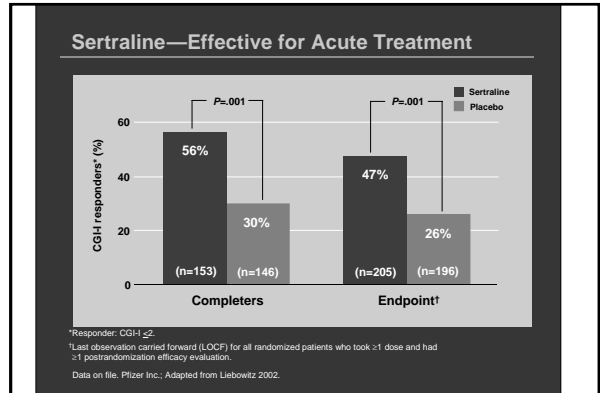 Sertraline—Effective for Acute Treatment
Sertraline
Placebo
P=.001
P=.001
CGI-I responders* (%)
60
40
20
0
56%
30%
47%
26%
(n=153)
(n=146)
(n=205)
(n=196)
Completers
Endpoint†
*Responder: CGI-I ≤2.
†Last observation carried forward (LOCF) for all randomized patients who took ≥1 dose and had
≥1 postrandomization efficacy evaluation.
Data on file. Pfizer Inc.; Adapted from Liebowitz 2002.